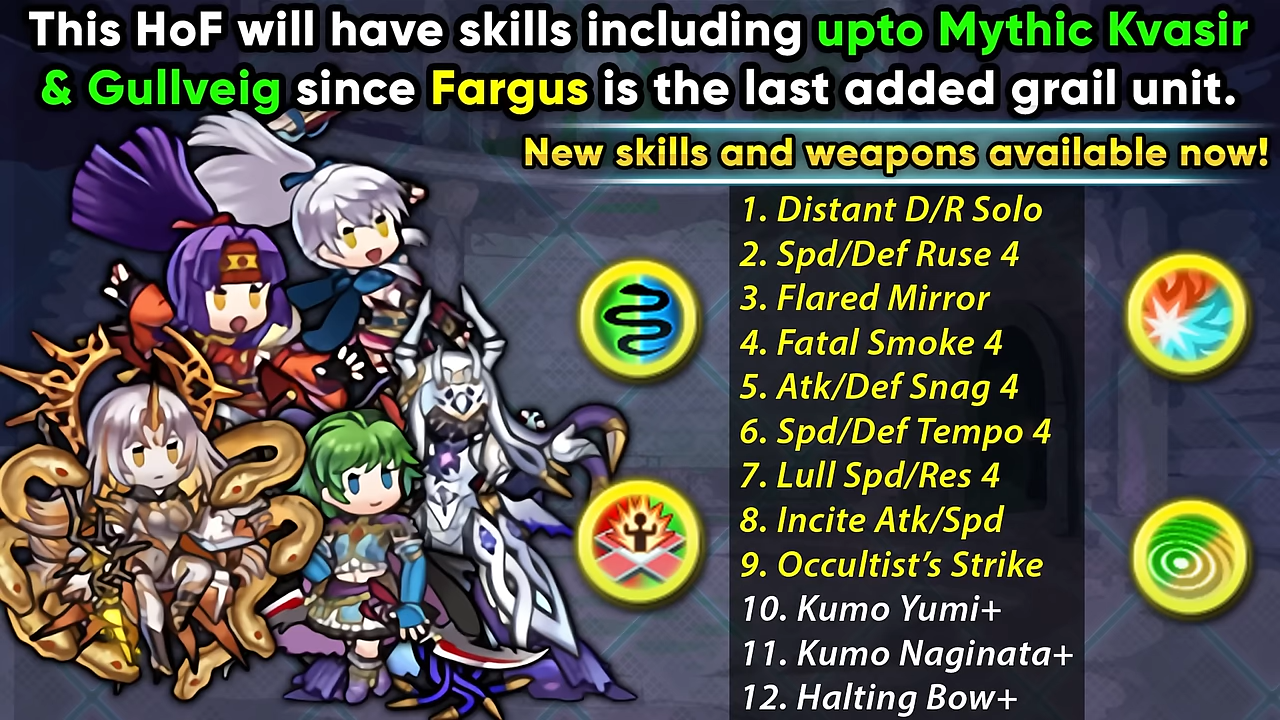 This HoF will have skills including upto Mythic Kvasir
& Gullveig since Fargus is the last added grail unit.
New skills and weapons available now!
1. Distant D/R Solo
2. Spd/Def Ruse 4
3. Flared Mirror
4. Fatal Smoke 4
5. Atk/Def Snag 4
6. Spd/Def Tempo 4
7. Lull Spd/Res 4
8. Incite Atk/Spd
9. Occultist's Strike
10. Kumo Yumi+
11. Kumo Naginata+
12. Halting Bow+